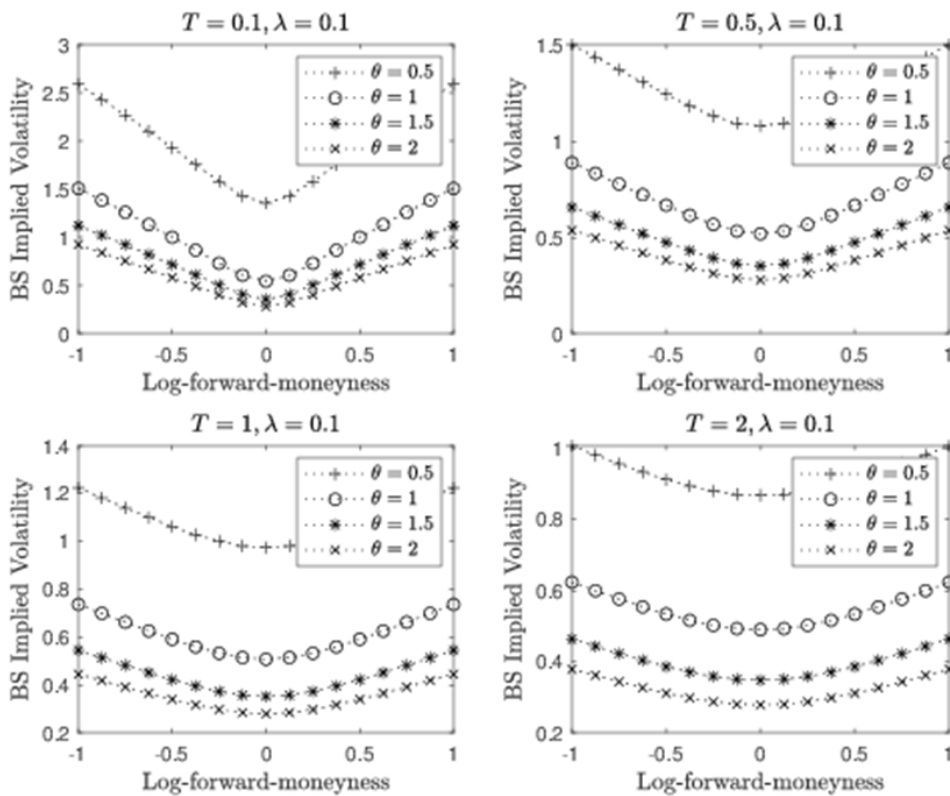 T = 0.1, λ = 0.1
BS Implied Volatility
3
2.5
2
1.5
1
0.5
0
θ = 0.5
θ = 1
θ = 1.5
θ = 2
-1 -0.5 0 0.5 1
Log-forward-moneyness
T = 0.5, λ = 0.1
BS Implied Volatility
1.5
1
0.5
0
θ = 0.5
θ = 1
θ = 1.5
θ = 2
-1 -0.5 0 0.5 1
Log-forward-moneyness
T = 1, λ = 0.1
BS Implied Volatility
1.4
1.2
1
0.8
0.6
0.4
0.2
θ = 0.5
θ = 1
θ = 1.5
θ = 2
-1 -0.5 0 0.5 1
Log-forward-moneyness
T = 2, λ = 0.1
BS Implied Volatility
1
0.8
0.6
0.4
0.2
θ = 0.5
θ = 1
θ = 1.5
θ = 2
-1 -0.5 0 0.5 1
Log-forward-moneyness